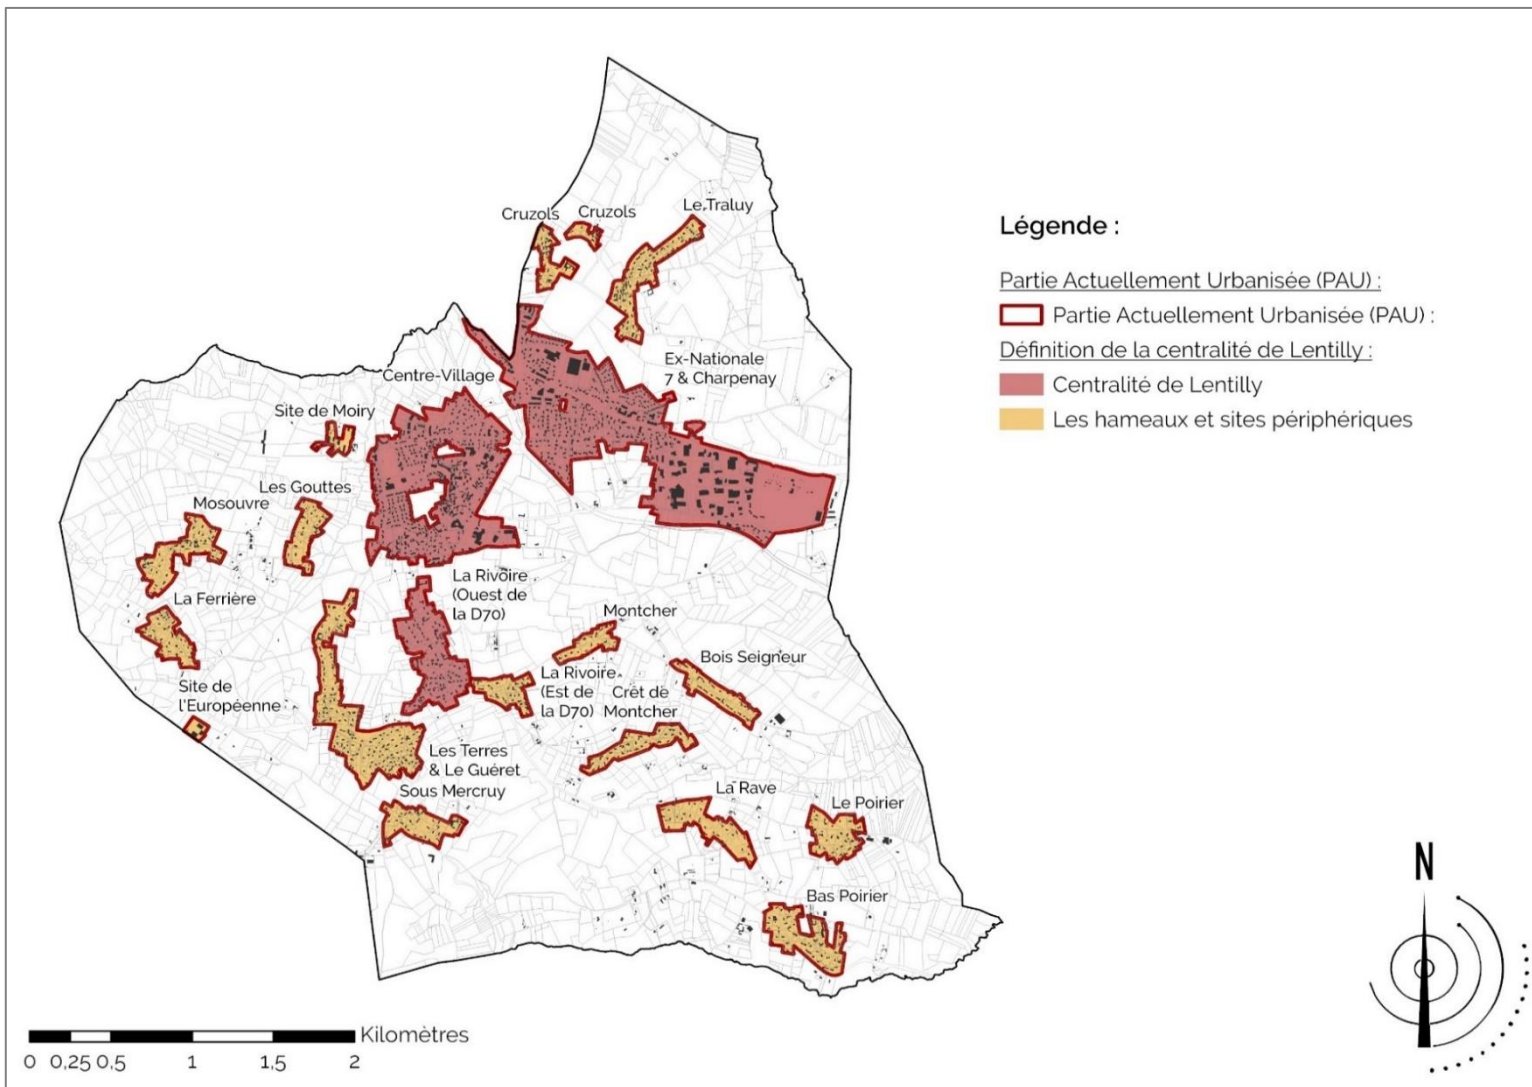 Cruzols
Cruzols
Le Traluy
Ex-Nationale
7 & Charpenay
Centre-Village
Site de Moiry
Les Gouttes
Mosouvre
La Ferrière
Site de
l'Européenne
La Rivoire
(Ouest de
la D70)
Montcher
Bois Seigneur
La Rivoire
(Est de
la D70)
Crêt de
Montcher
Les Terres
& Le Guéret
Sous Mercruy
La Rave
Le Poirier
Bas Poirier
Légende :
Partie Actuellement Urbanisée (PAU) :
Partie Actuellement Urbanisée (PAU) :
Définition de la centralité de Lentilly :
Centralité de Lentilly
Les hameaux et sites périphériques
N
Kilomètres
0 0,25 0,5 1 1,5 2